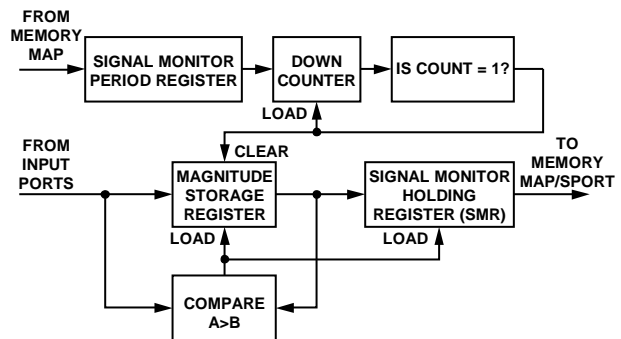 FROM
MEMORY
MAP
SIGNAL MONITOR
PERIOD REGISTER
DOWN
COUNTER
IS COUNT = 1?
LOAD
FROM
INPUT
PORTS
CLEAR
MAGNITUDE
STORAGE
REGISTER
LOAD
SIGNAL MONITOR
HOLDING
REGISTER (SMR)
LOAD
TO
MEMORY
MAP/SPORT
COMPARE
A>B